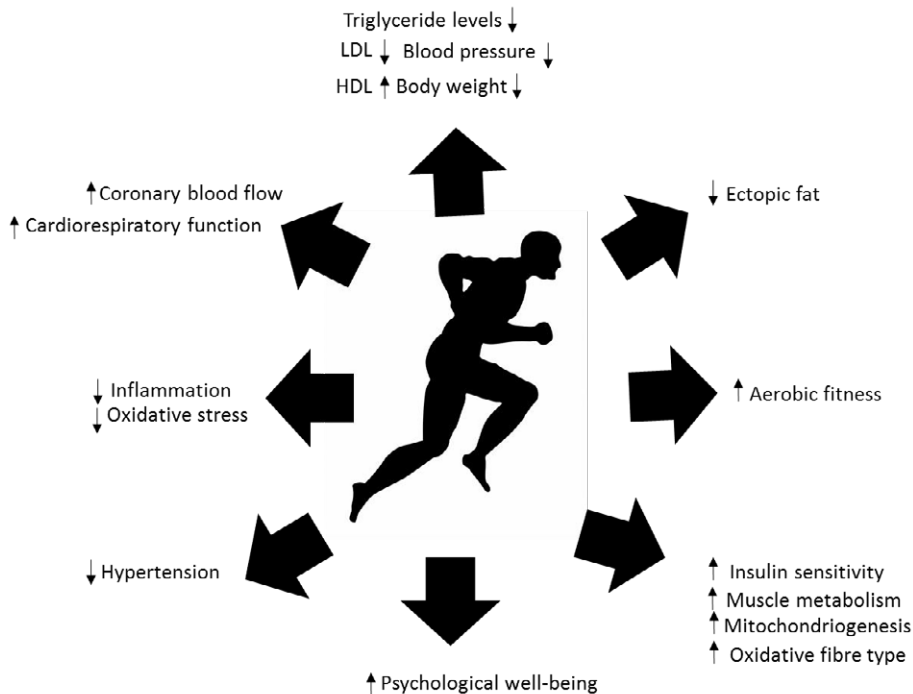 Triglyceride levels ↓
LDL ↓ Blood pressure ↓
HDL ↑ Body weight ↓
↑ Coronary blood flow
↑ Cardiorespiratory function
↓ Ectopic fat
↓ Inflammation
↓ Oxidative stress
↑ Aerobic fitness
↓ Hypertension
↑ Insulin sensitivity
↑ Muscle metabolism
↑ Mitochondriogenesis
↑ Oxidative fibre type
↑ Psychological well-being